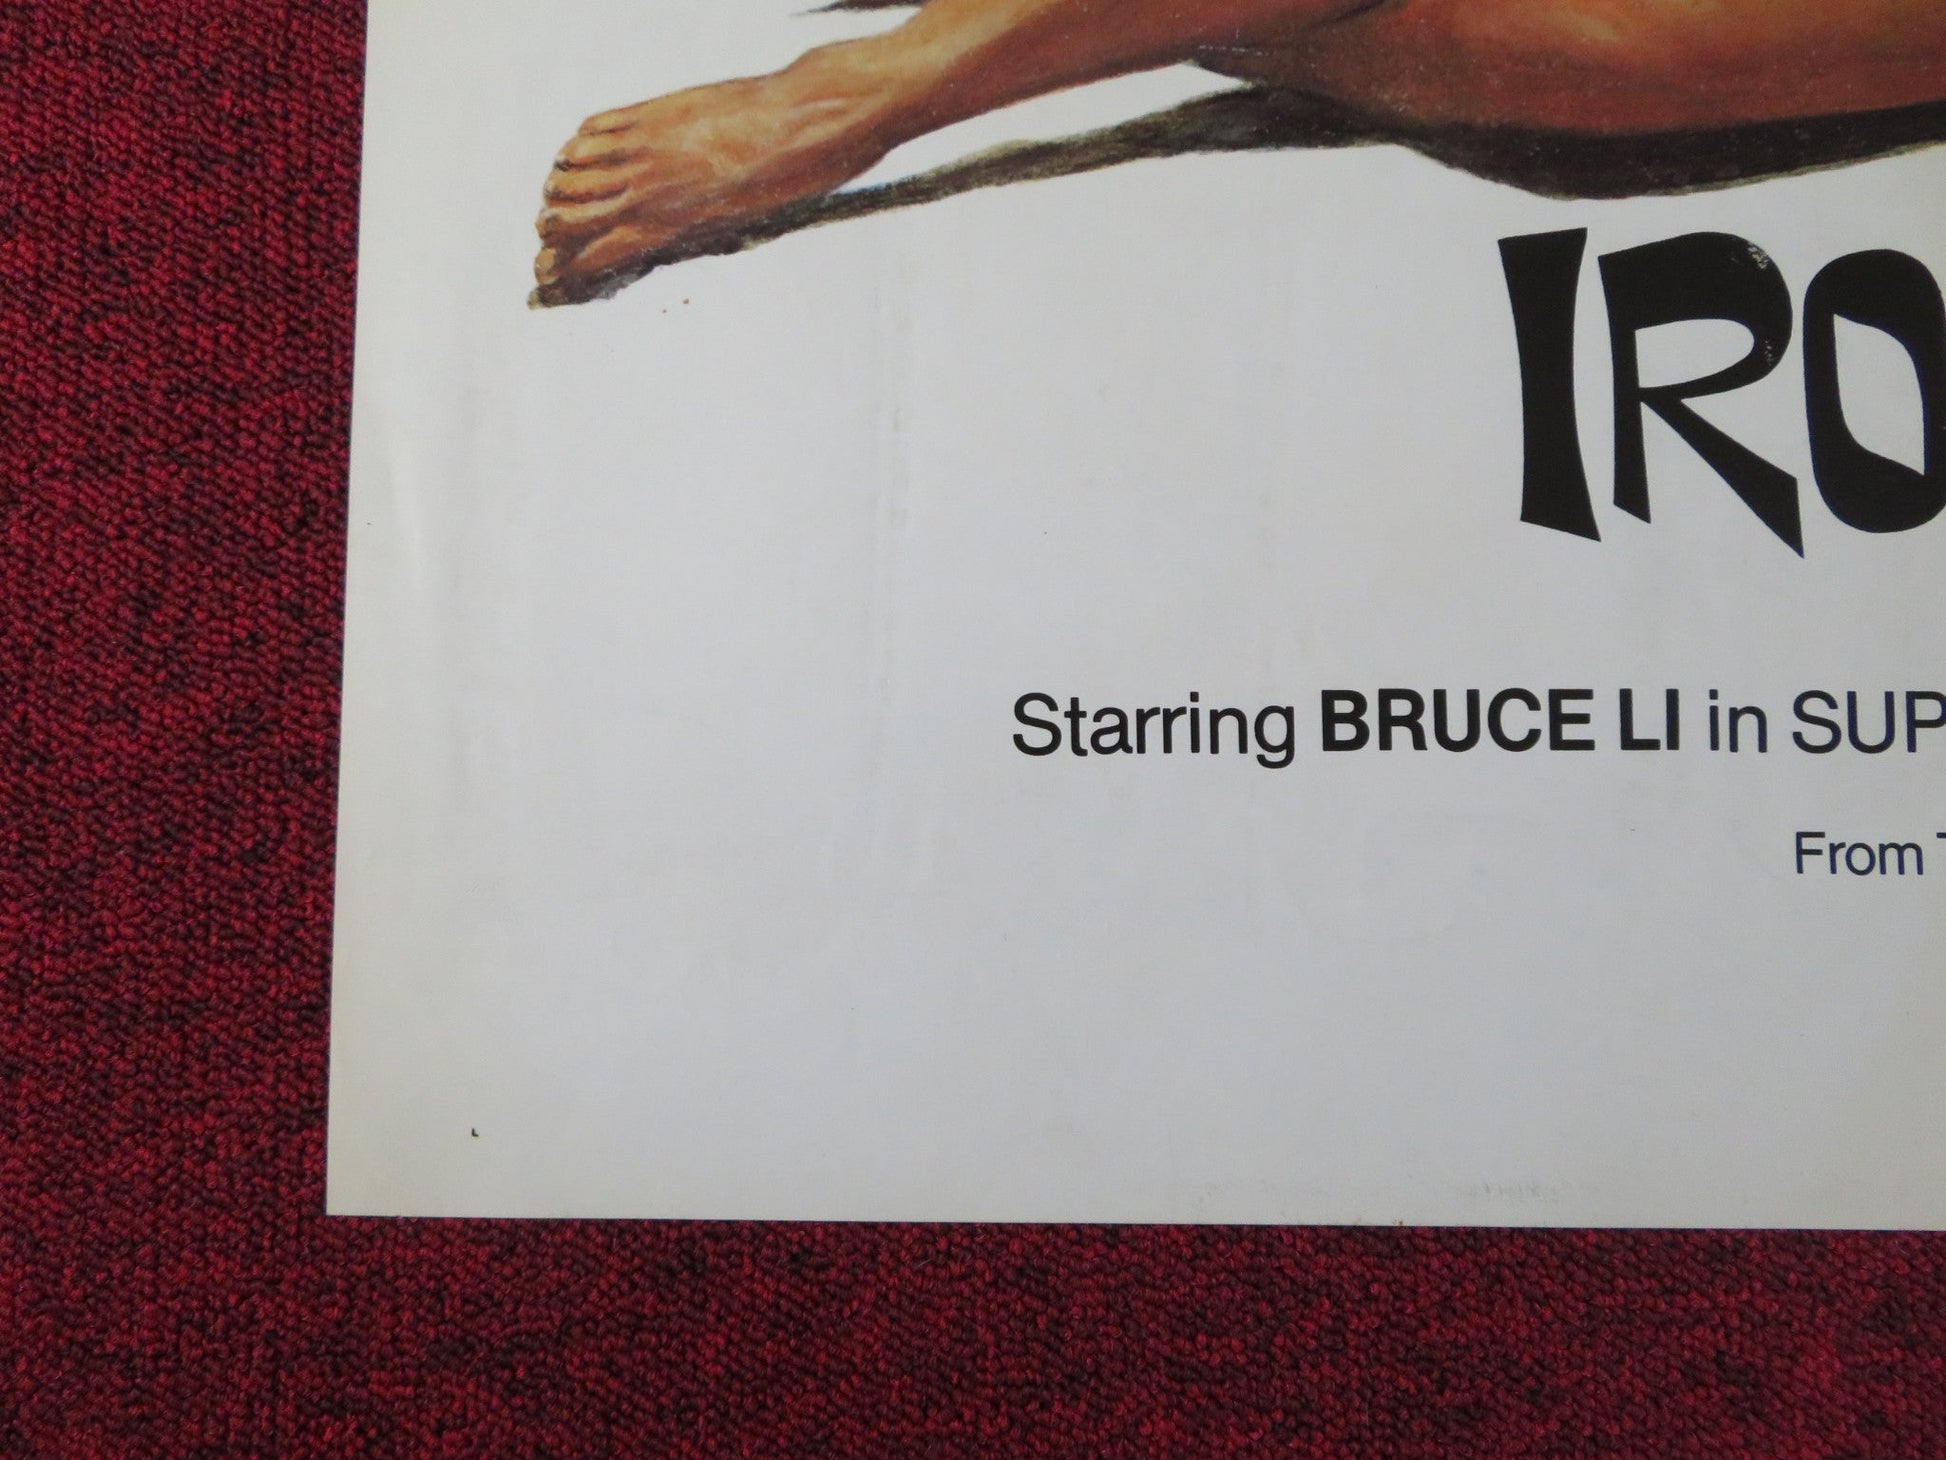 IRO
Starring BRUCE LI in SUP
From